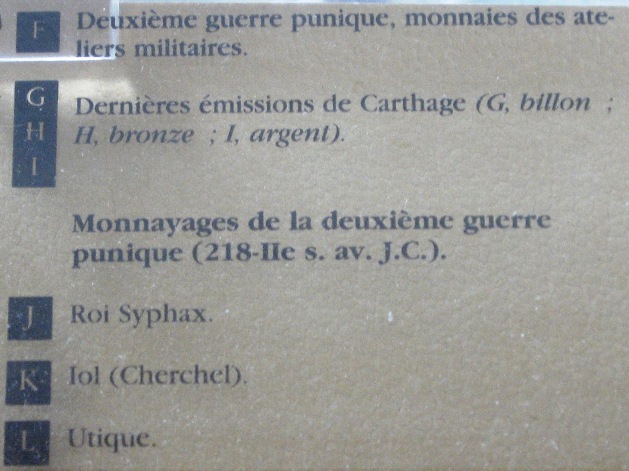 F Deuxième guerre punique, monnaies des ate-
liers militaires.
G Dernières émissions de Carthage (G, billon ;
H H, bronze ; I, argent).
I
Monnayages de la deuxième guerre
punique (218-IIe s. av. J.C.).
J Roi Syphax.
K Iol (Cherchel).
L Utique.